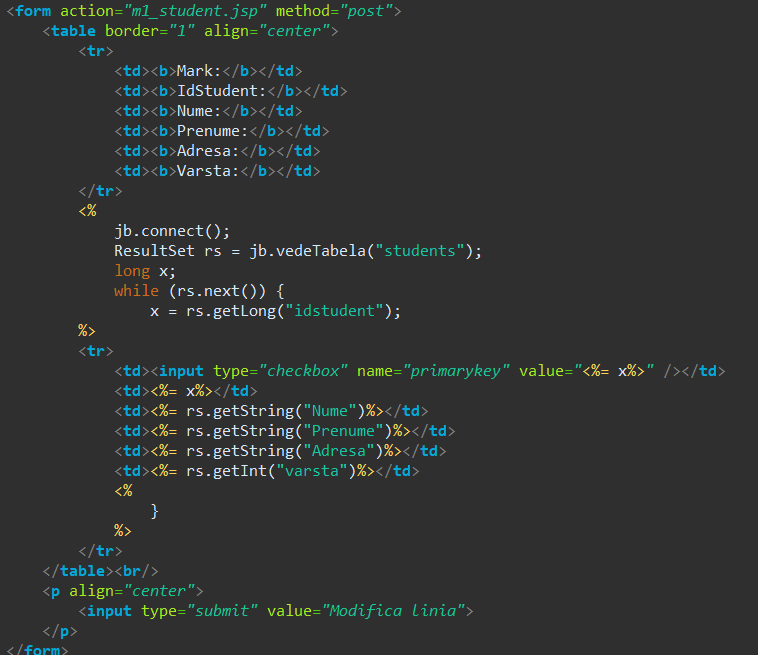 <form action="m1_student.jsp" method="post">
<table border="1" align="center">
<tr>
<td><b>Mark:</b></td>
<td><b>IdStudent:</b></td>
<td><b>Nume:</b></td>
<td><b>Prenume:</b></td>
<td><b>Adresa:</b></td>
<td><b>Varsta:</b></td>
</tr>
<%
jb.connect();
ResultSet rs = jb.vedeTabela("students");
long x;
while (rs.next()) {
x = rs.getLong("idstudent");
%>
<tr>
<td><input type="checkbox" name="primarykey" value="<%= x%>" /></td>
<td><%= x%></td>
<td><%= rs.getString("Nume")%></td>
<td><%= rs.getString("Prenume")%></td>
<td><%= rs.getString("Adresa")%></td>
<td><%= rs.getInt("varsta")%></td>
<%
}
%>
</tr>
</table><br/>
<p align="center">
<input type="submit" value="Modifica linia">
</p>
</form>